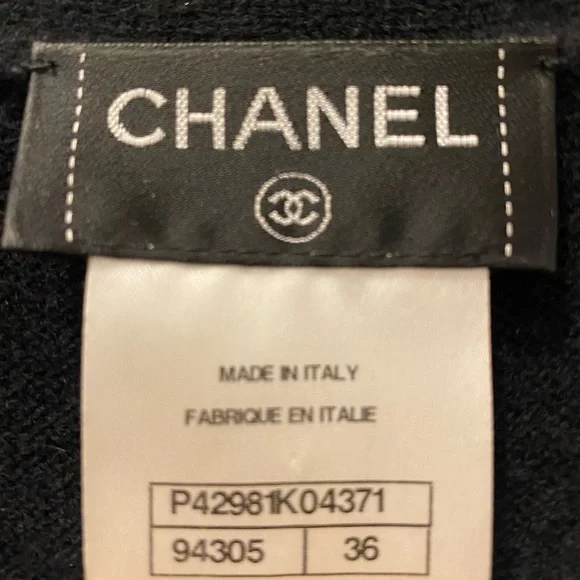 CHANEL
MADE IN ITALY
FABRIQUE EN ITALIE
P42981K04371
94305 36